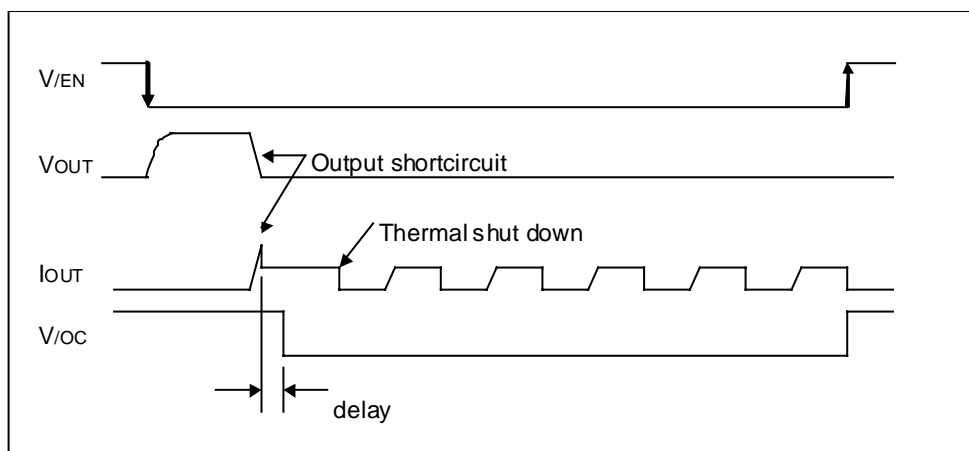 V/EN
VOUT
Output shortcircuit
Thermal shut down
IOUT
V/OC
delay